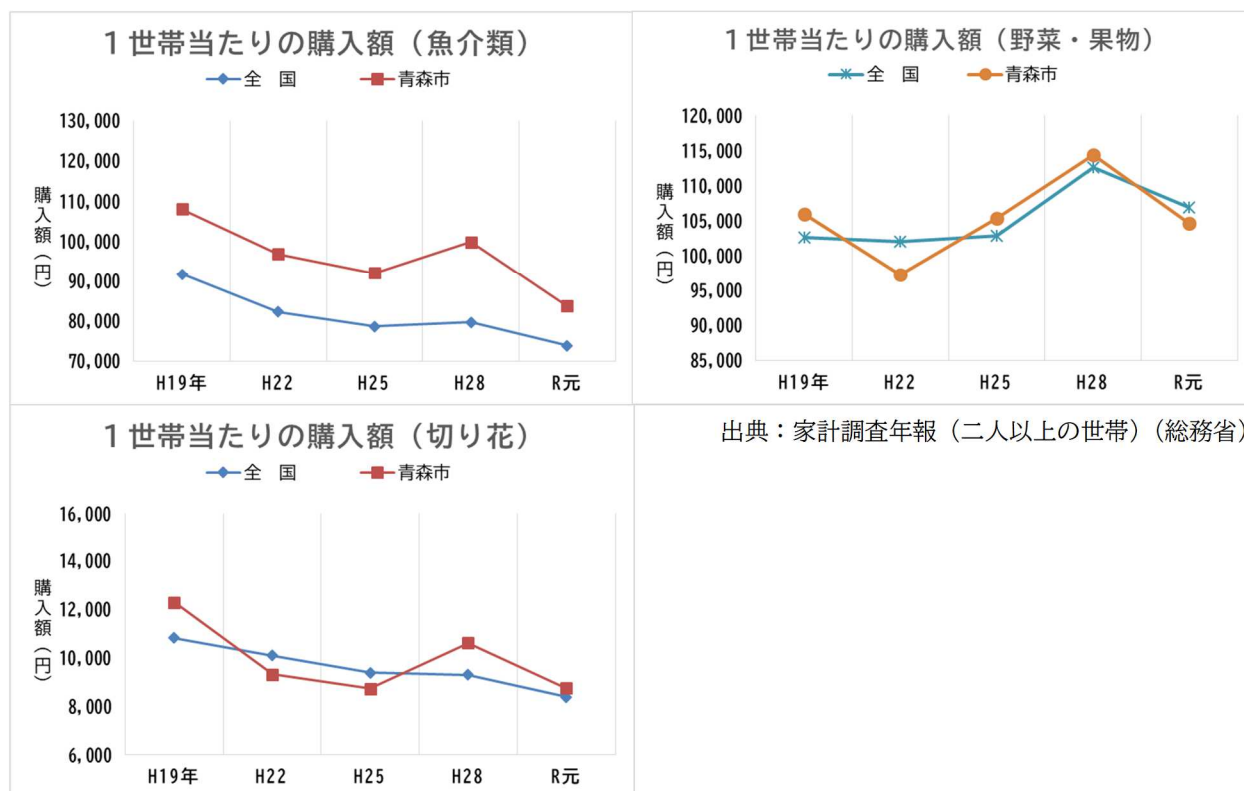 1世帯当たりの購入額（魚介類）
全　国
青森市
130,000
120,000
110,000
100,000
90,000
80,000
70,000
購入額（円）
H19年
H22
H25
H28
R元
1世帯当たりの購入額（野菜・果物）
全　国
青森市
120,000
115,000
110,000
105,000
100,000
95,000
90,000
85,000
購入額（円）
H19年
H22
H25
H28
R元
1世帯当たりの購入額（切り花）
全　国
青森市
16,000
14,000
12,000
10,000
8,000
6,000
購入額（円）
H19年
H22
H25
H28
R元
出典：家計調査年報（二人以上の世帯）（総務省）